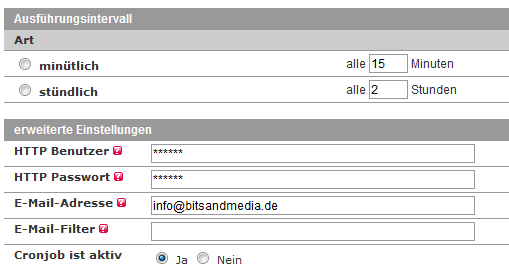 Ausführungsintervall
Art
minütlich alle 15 Minuten
stündlich alle 2 Stunden
erweiterte Einstellungen
HTTP Benutzer ? ******
HTTP Passwort ? ******
E-Mail-Adresse ? info@bitsandmedia.de
E-Mail-Filter ?
Cronjob ist aktiv Ja Nein